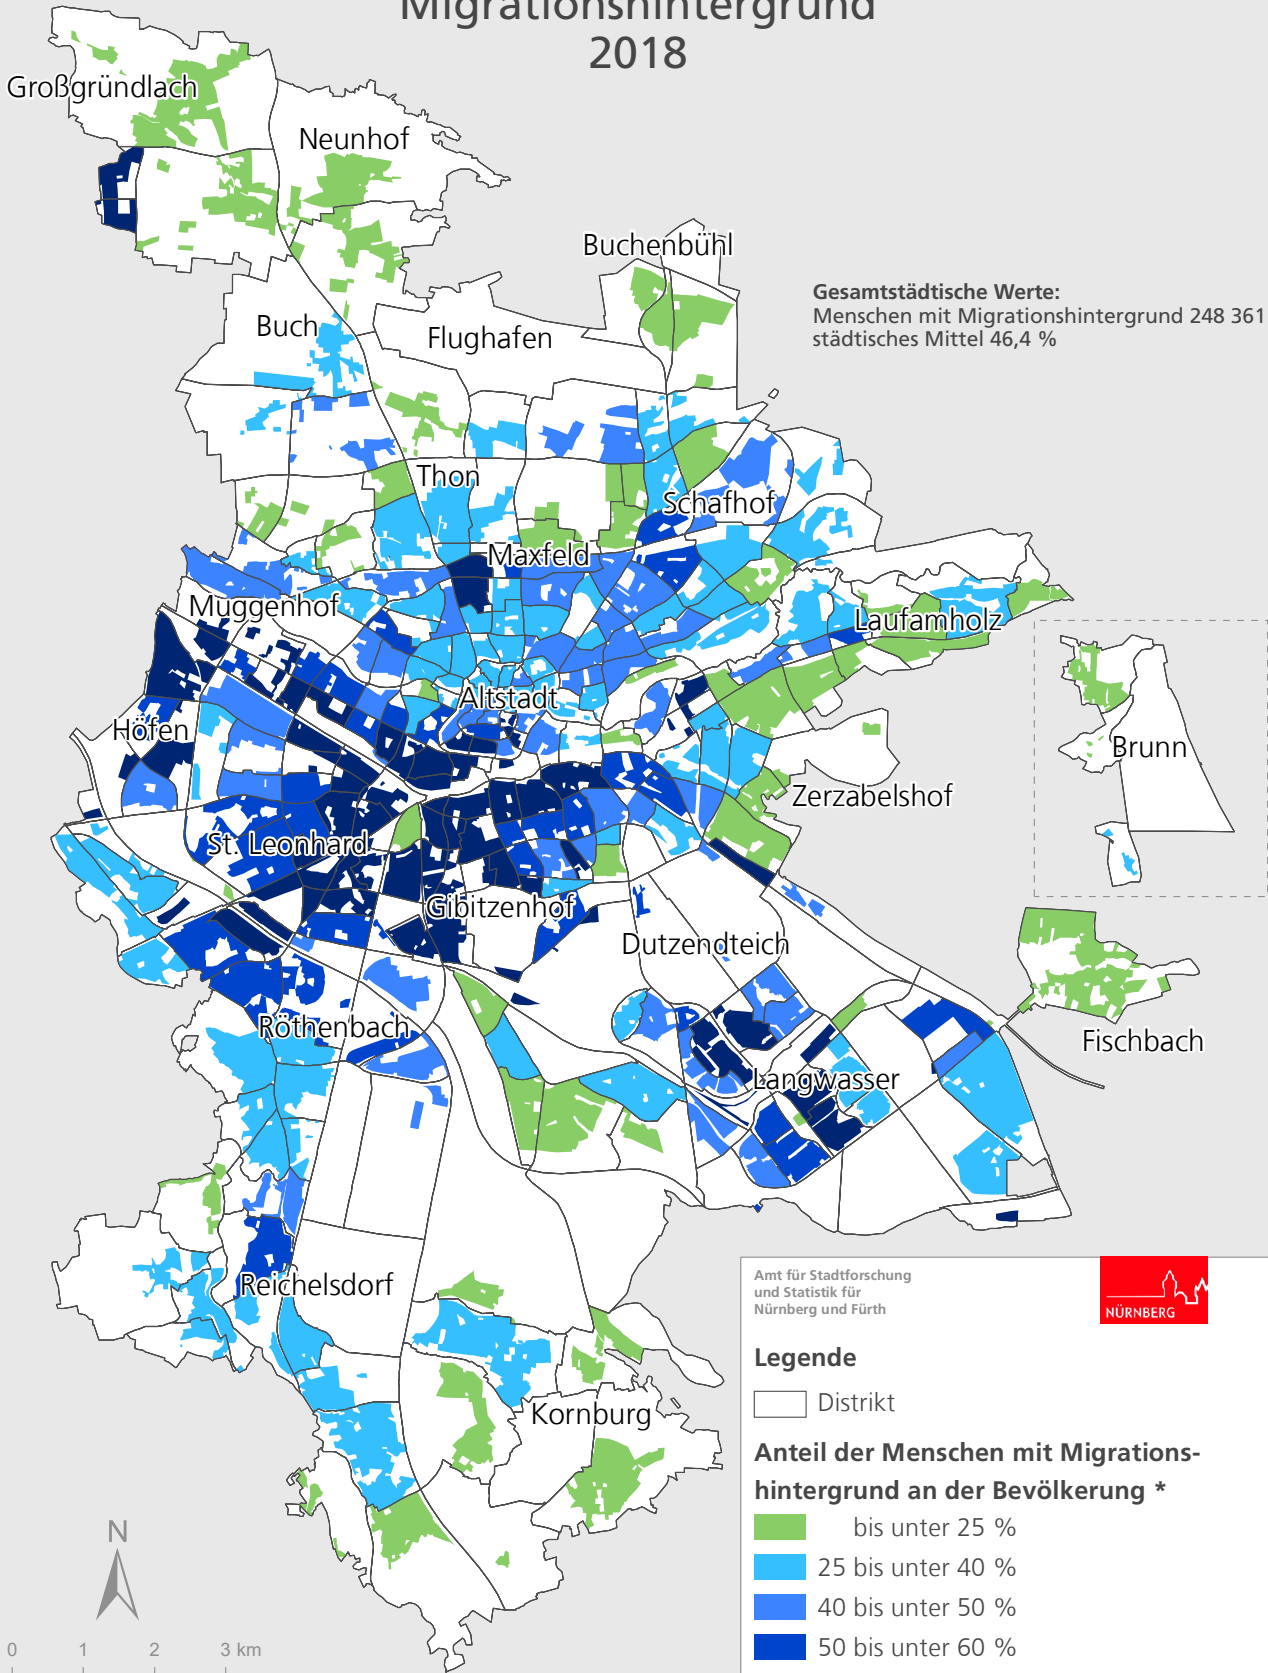 Migrationshintergrund
2018
Großgründlach
Neunhof
Buchenbühl
Gesamtstädtische Werte:
Menschen mit Migrationshintergrund 248 361
städtisches Mittel 46,4 %
Buch
Flughafen
Thon
Schafhof
Maxfeld
Muggenhof
Laufamholz
Altstadt
Höfen
Brunn
Zerzabelshof
St. Leonhard
Gibitzenhof
Dutzendteich
Röthenbach
Fischbach
Langwasser
Reichelsdorf
Kornburg
Amt für Stadtforschung
und Statistik für
Nürnberg und Fürth
NÜRNBERG
Legende
Distrikt
Anteil der Menschen mit Migrations-
hintergrund an der Bevölkerung *
bis unter 25 %
25 bis unter 40 %
40 bis unter 50 %
50 bis unter 60 %
N
0 1 2 3 km